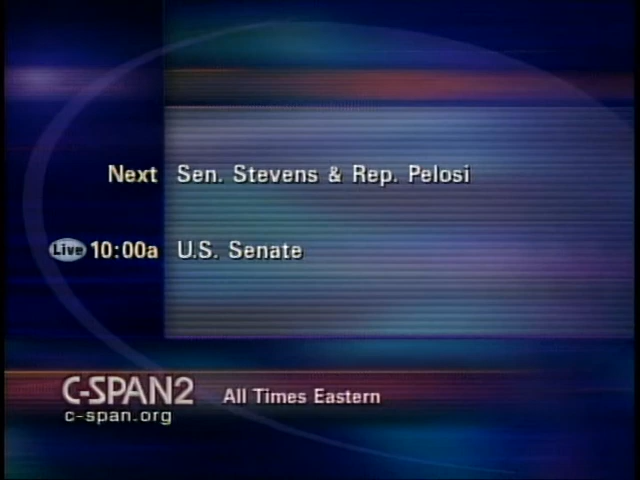 Next Sen. Stevens & Rep. Pelosi
Live 10:00a U.S. Senate
C-SPAN2 All Times Eastern
c-span.org